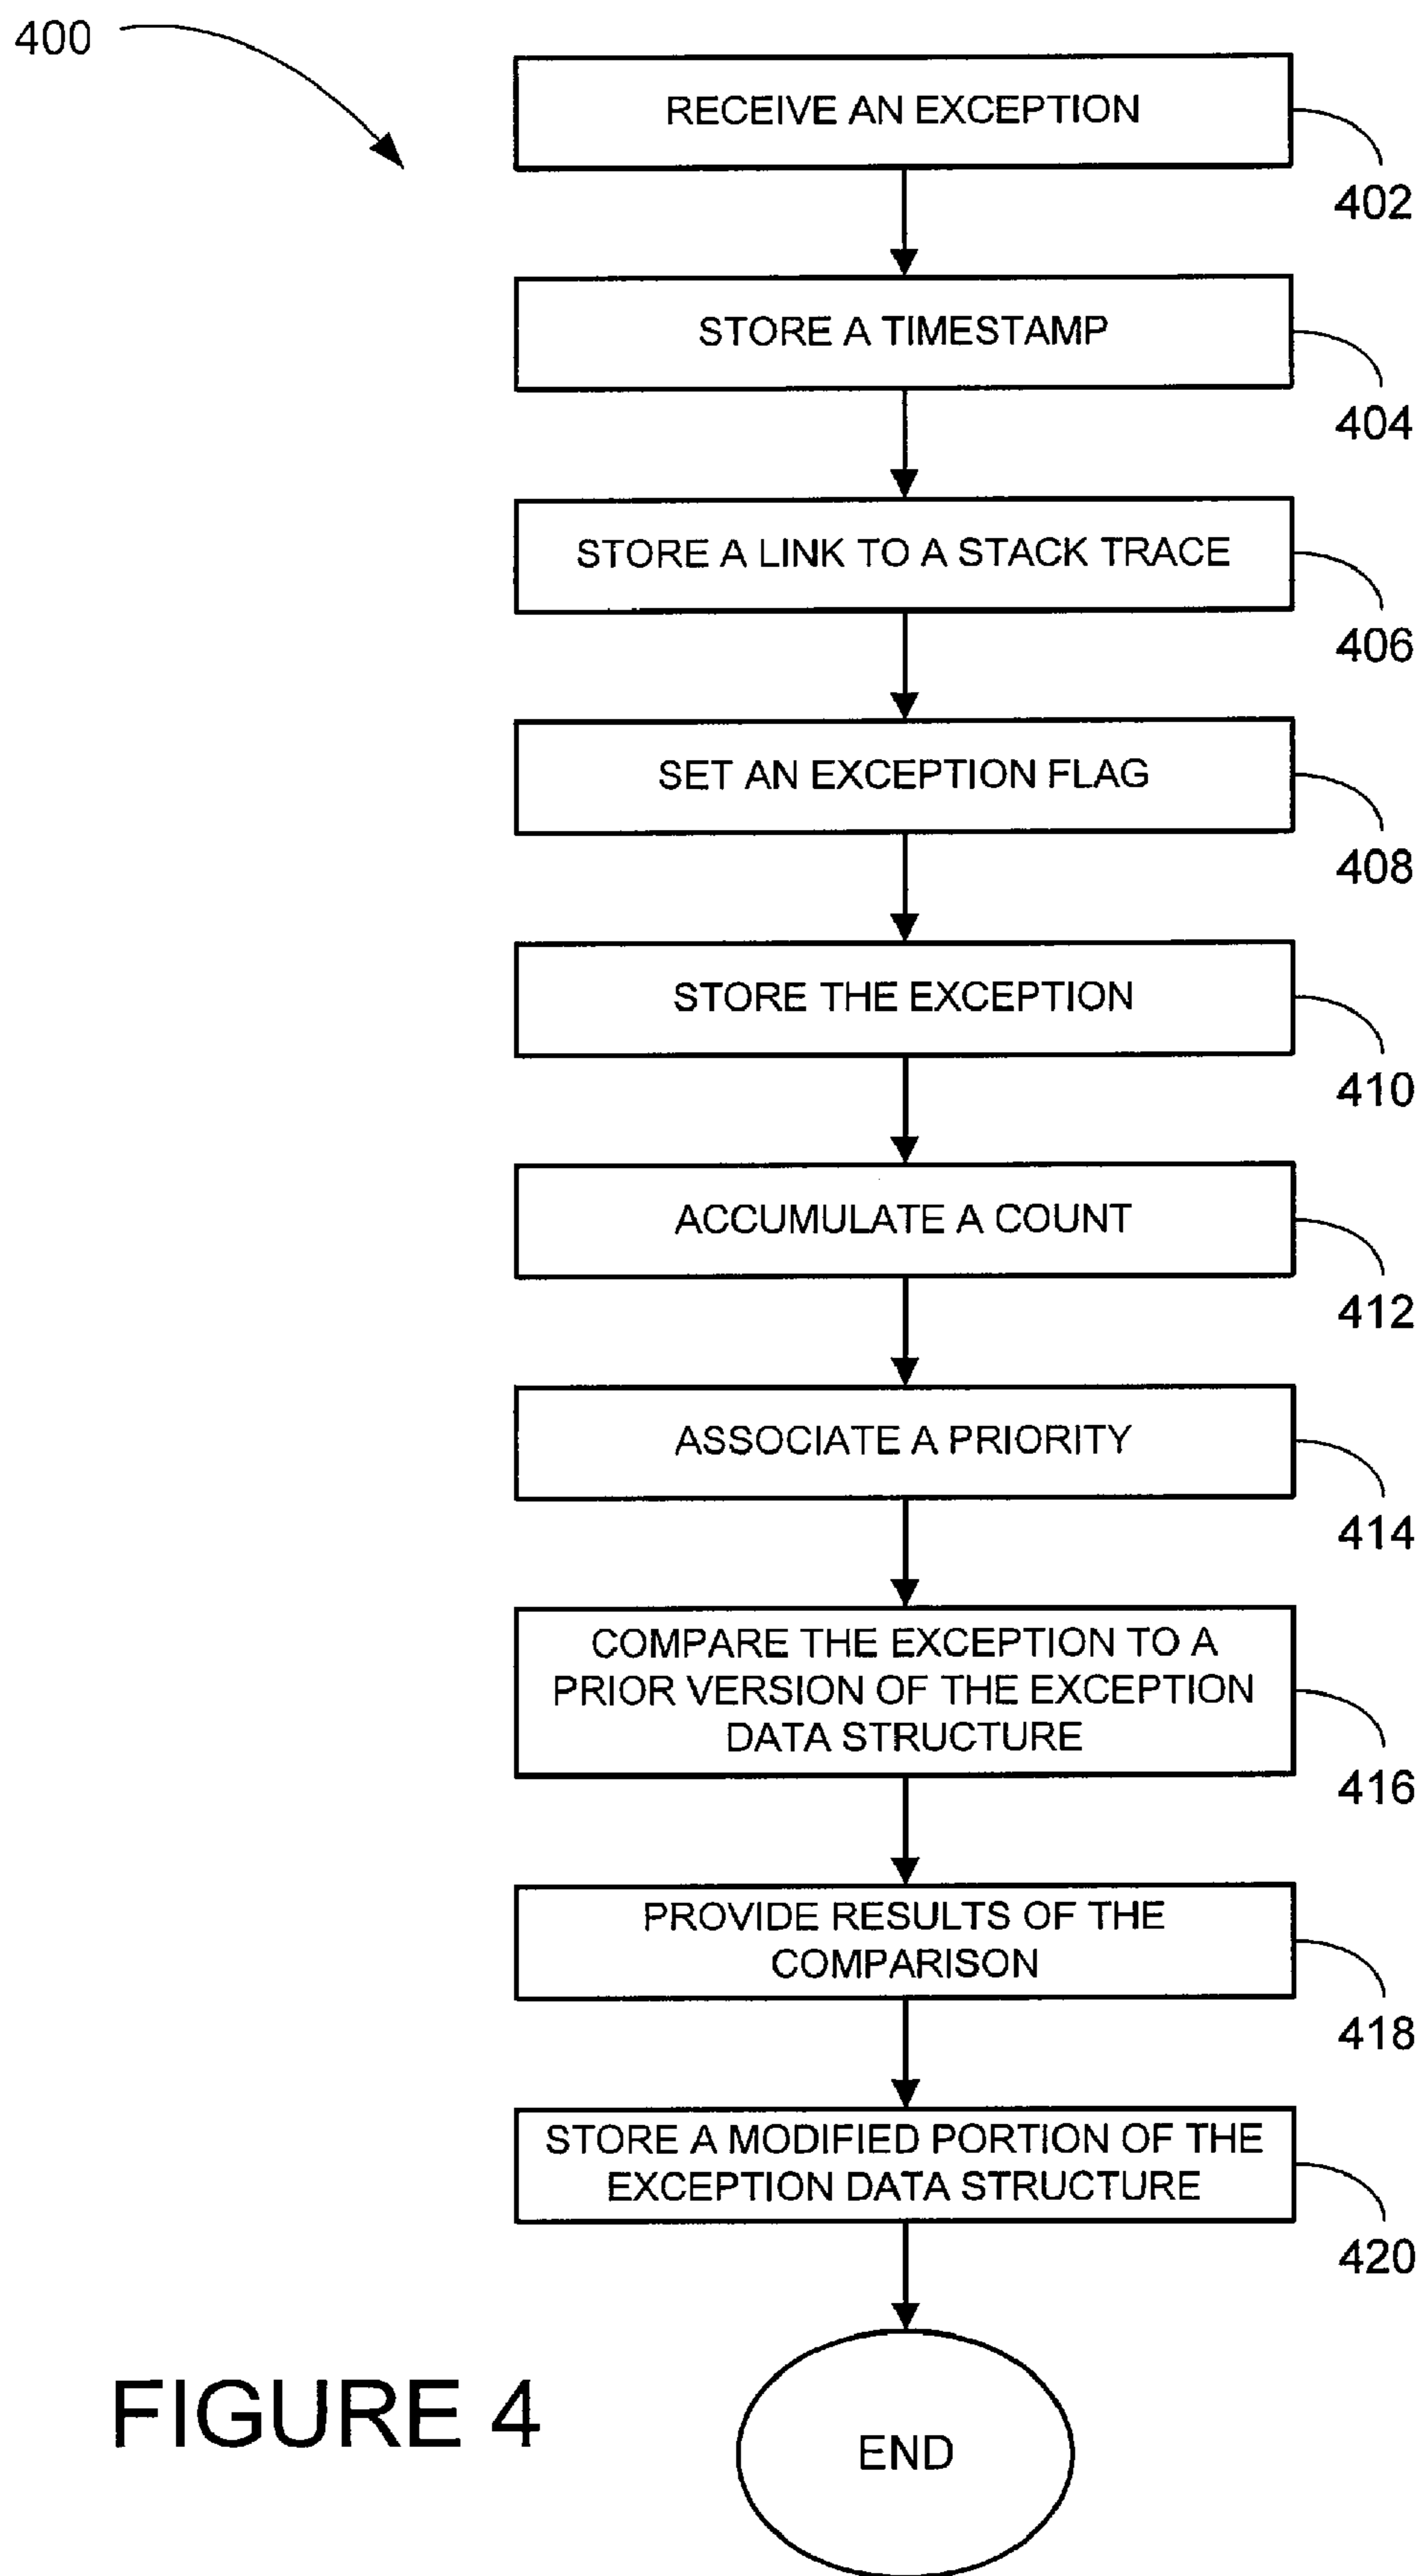 400
RECEIVE AN EXCEPTION
402
STORE A TIMESTAMP
404
STORE A LINK TO A STACK TRACE
406
SET AN EXCEPTION FLAG
408
STORE THE EXCEPTION
410
ACCUMULATE A COUNT
412
ASSOCIATE A PRIORITY
414
COMPARE THE EXCEPTION TO A
PRIOR VERSION OF THE EXCEPTION
DATA STRUCTURE
416
PROVIDE RESULTS OF THE
COMPARISON
418
STORE A MODIFIED PORTION OF THE
EXCEPTION DATA STRUCTURE
420
END
FIGURE 4